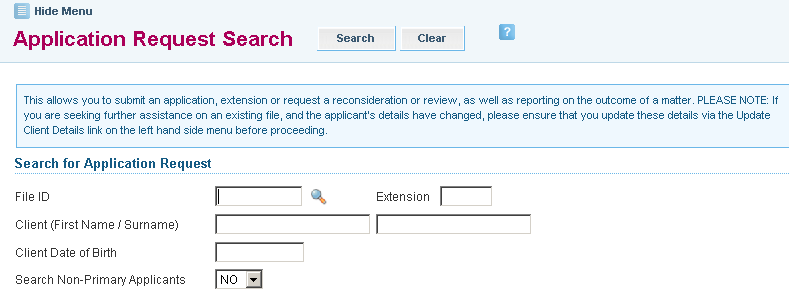 Hide Menu
Application Request Search Search Clear ?
This allows you to submit an application, extension or request a reconsideration or review, as well as reporting on the outcome of a matter. PLEASE NOTE: If
you are seeking further assistance on an existing file, and the applicant's details have changed, please ensure that you update these details via the Update
Client Details link on the left hand side menu before proceeding.
Search for Application Request
File ID Extension
Client (First Name / Surname)
Client Date of Birth
Search Non-Primary Applicants NO